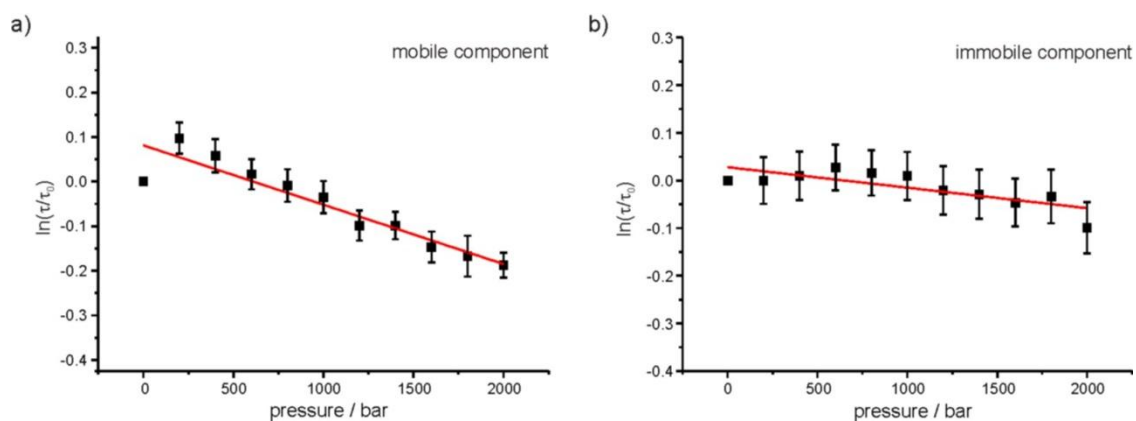 a)
mobile component
0.3
0.2
0.1
0.0
-0.1
-0.2
-0.3
-0.4
ln(τ/τ₀)
0 500 1000 1500 2000
pressure / bar
b)
immobile component
0.3
0.2
0.1
0.0
-0.1
-0.2
-0.3
-0.4
ln(τ/τ₀)
0 500 1000 1500 2000
pressure / bar